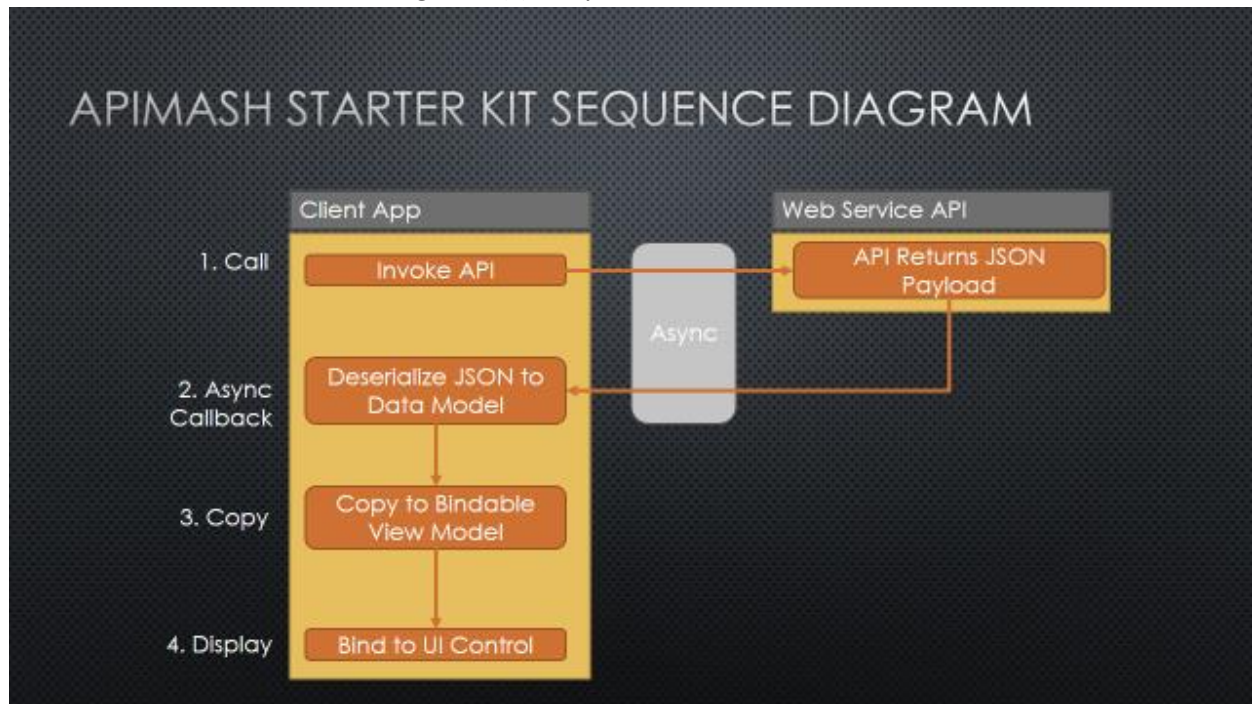 APIMASH STARTER KIT SEQUENCE DIAGRAM
Client App
Web Service API
1. Call
Invoke API
API Returns JSON
Payload
Async
2. Async
Callback
Deserialize JSON to
Data Model
3. Copy
Copy to Bindable
View Model
4. Display
Bind to UI Control